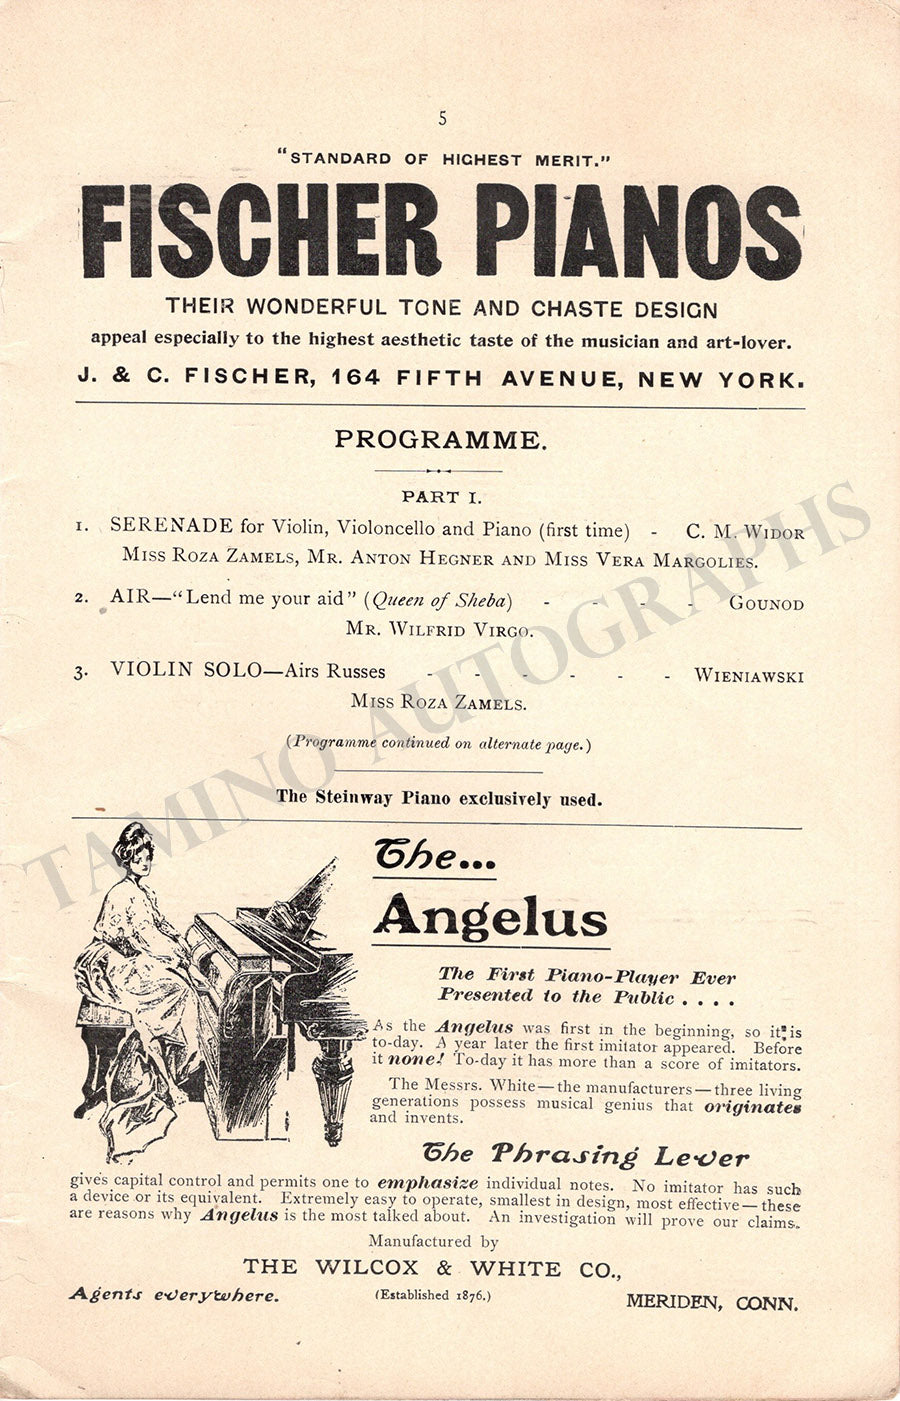 5
"STANDARD OF HIGHEST MERIT."
FISCHER PIANOS
THEIR WONDERFUL TONE AND CHASTE DESIGN
appeal especially to the highest aesthetic taste of the musician and art-lover.
J. & C. FISCHER, 164 FIFTH AVENUE, NEW YORK.
PROGRAMME.
PART I.
1. SERENADE for Violin, Violoncello and Piano (first time) - C. M. WIDOR
MISS ROZA ZAMELS, MR. ANTON HEGNER AND MISS VERA MARGOLIES.
2. AIR—"Lend me your aid" (Queen of Sheba) - - - - GOUNOD
MR. WILFRID VIRGO.
3. VIOLIN SOLO—Airs Russes - - - - - - WIENIAWSKI
MISS ROZA ZAMELS.
(Programme continued on alternate page.)
The Steinway Piano exclusively used.
TAMINO AUTOGRAPHS
The...
Angelus
The First Piano-Player Ever
Presented to the Public . . . .
As the Angelus was first in the beginning, so it is
to-day. A year later the first imitator appeared. Before
it none! To-day it has more than a score of imitators.
The Messrs. White—the manufacturers—three living
generations possess musical genius that originates
and invents.
The Phrasing Lever
gives capital control and permits one to emphasize individual notes. No imitator has such
a device or its equivalent. Extremely easy to operate, smallest in design, most effective—these
are reasons why Angelus is the most talked about. An investigation will prove our claims.
Manufactured by
THE WILCOX & WHITE CO.,
Agents everywhere. (Established 1876.) MERIDEN, CONN.